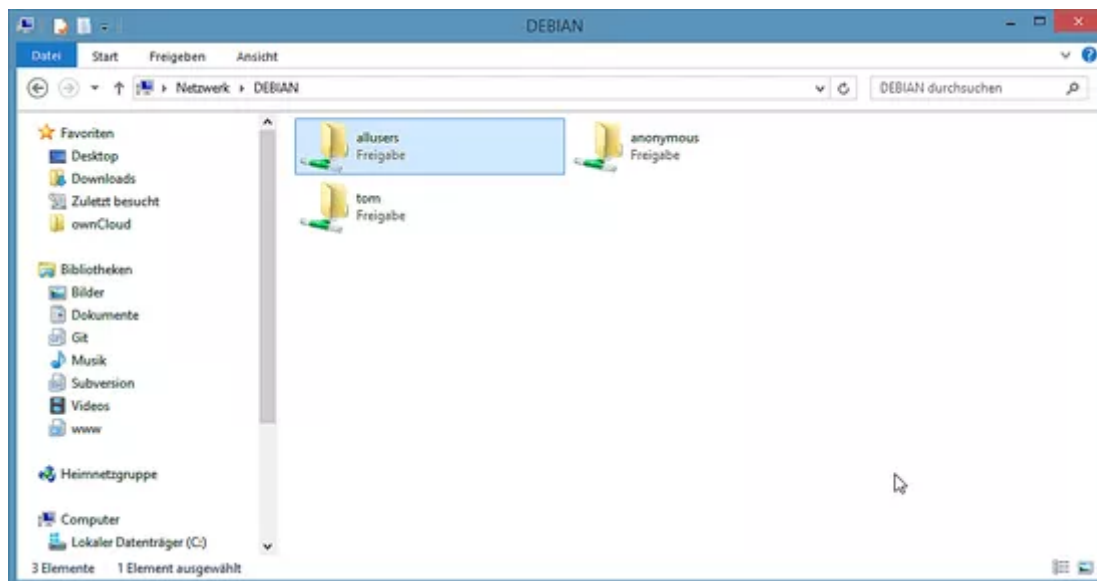 DEBIAN
Datei Start Freigeben Ansicht
Netzwerk DEBIAN DEBIAN durchsuchen
Favoriten
Desktop
Downloads
Zuletzt besucht
ownCloud
Bibliotheken
Bilder
Dokumente
Git
Musik
Subversion
Videos
www
Heimnetzgruppe
Computer
Lokaler Datenträger (C:)
allusers
Freigabe
anonymous
Freigabe
tom
Freigabe
3 Elemente 1 Element ausgewählt